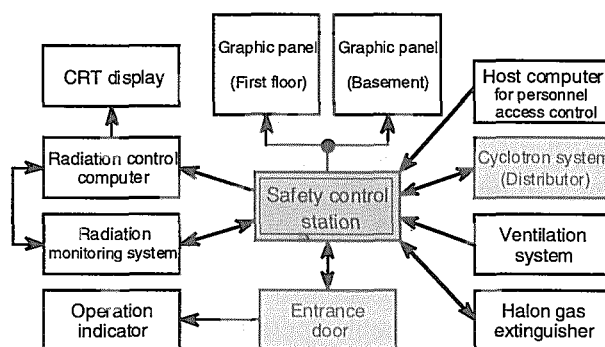 Graphic panel
(First floor)
Graphic panel
(Basement)
CRT display
Host computer
for personnel
access control
Radiation control
computer
Cyclotron system
(Distributor)
Safety control
station
Radiation
monitoring system
Ventilation
system
Operation
indicator
Entrance
door
Halon gas
extinguisher